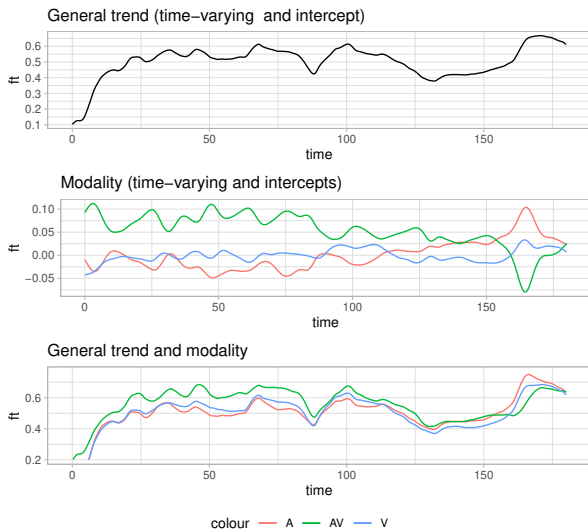 General trend (time-varying  and intercept)
ft
0.6
0.5
0.4
0.3
0.2
0.1
0 50 100 150
time
Modality (time-varying and intercepts)
ft
0.10
0.05
0.00
−0.05
0 50 100 150
time
General trend and modality
ft
0.6
0.4
0.2
0 50 100 150
time
colour A AV V